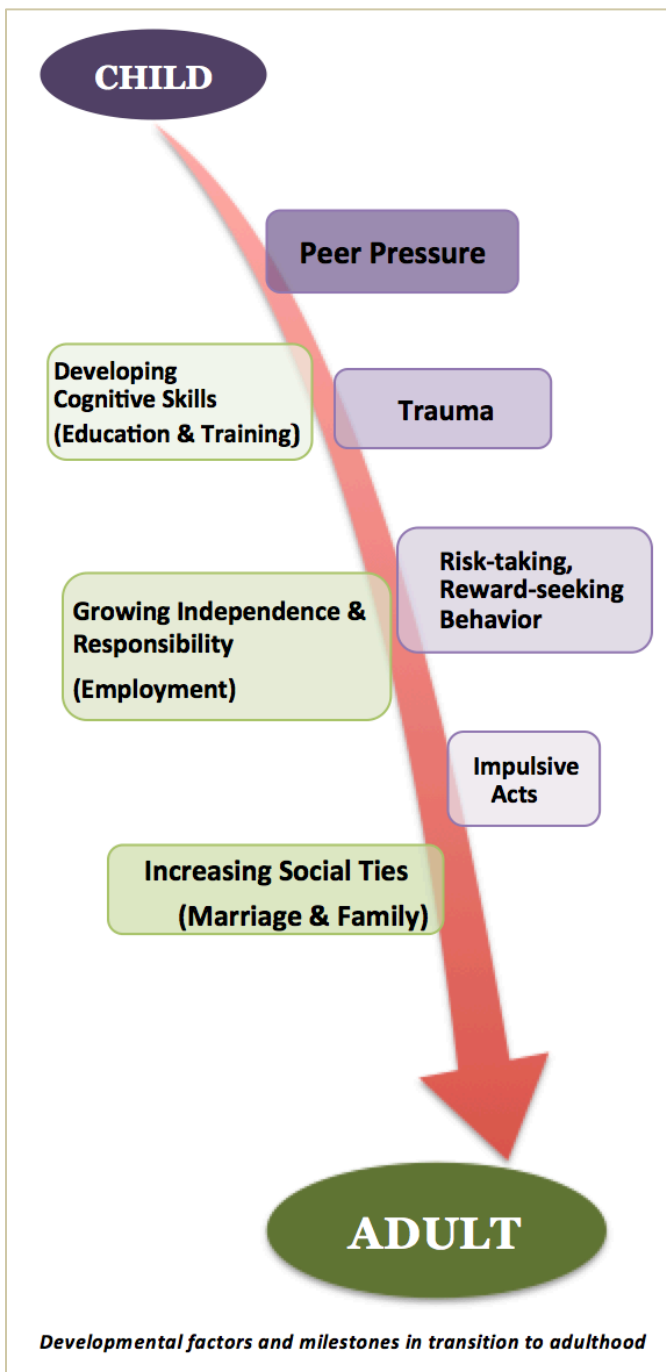 CHILD
Peer Pressure
Developing
Cognitive Skills
(Education & Training)
Trauma
Risk-taking,
Reward-seeking
Behavior
Growing Independence &
Responsibility
(Employment)
Impulsive
Acts
Increasing Social Ties
(Marriage & Family)
ADULT
Developmental factors and milestones in transition to adulthood